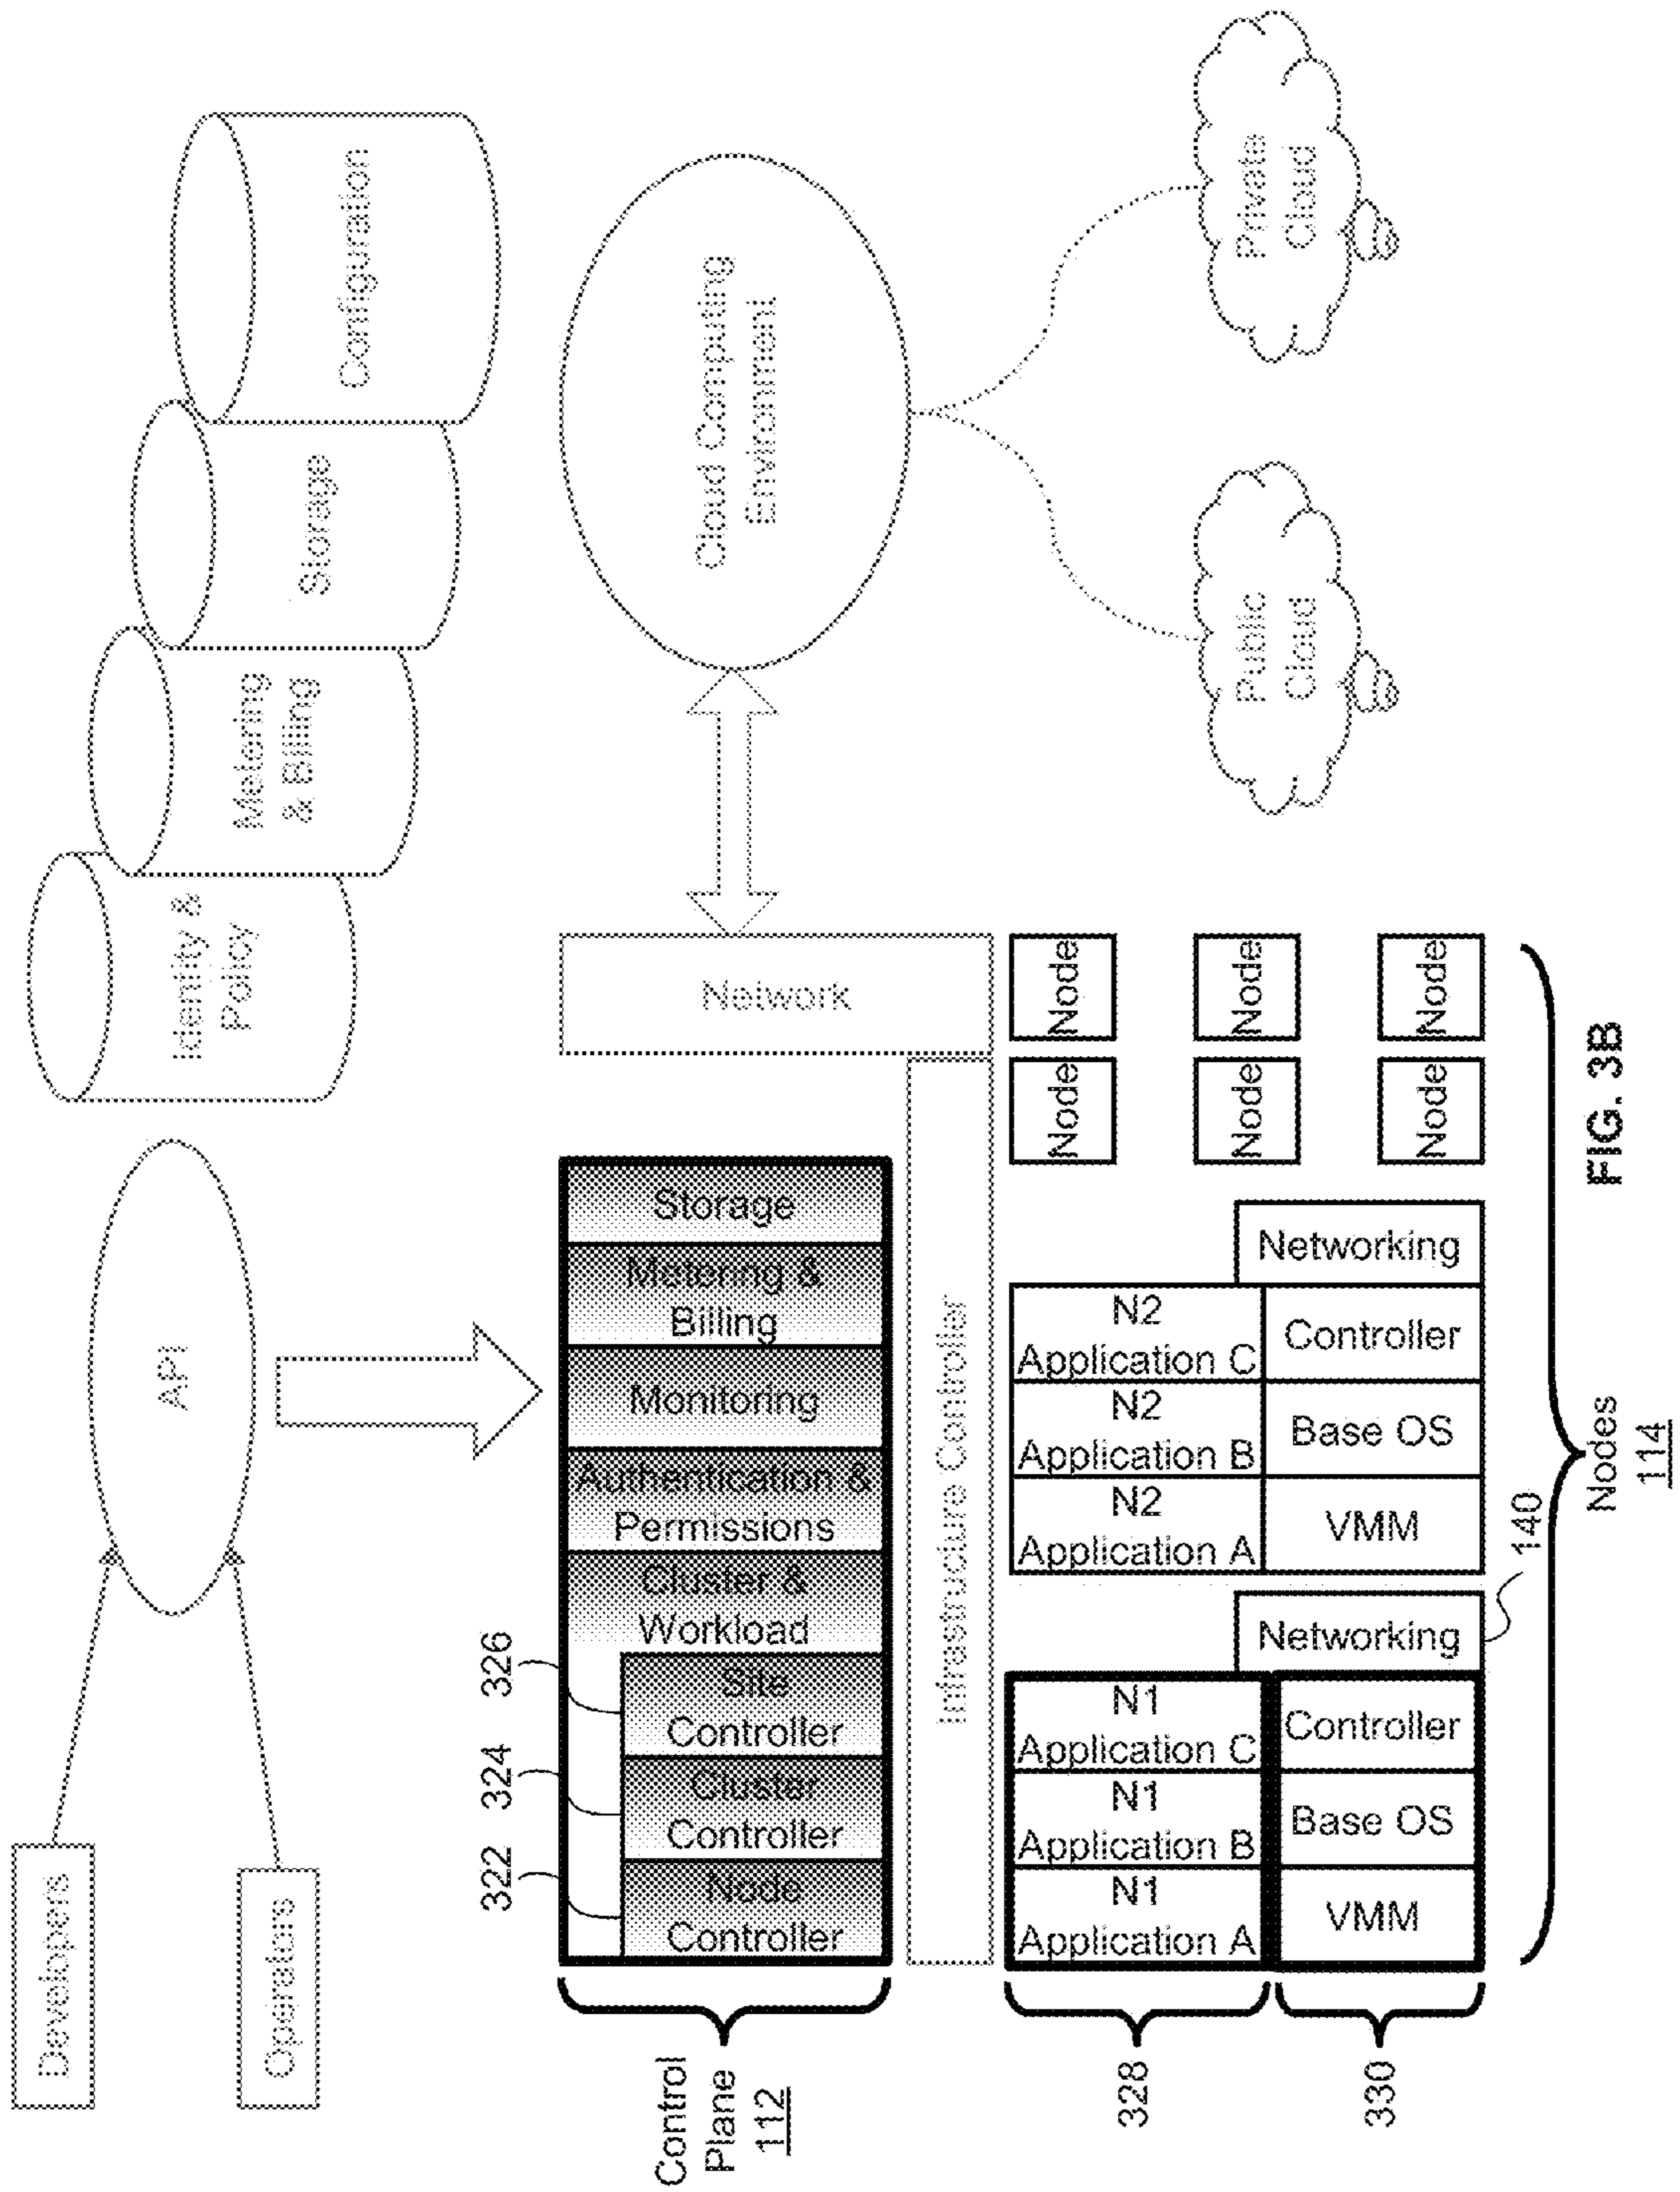 Developers
Operaters
API
Identity &
Policy
Metering
& Billing
Storage
Configuration
Control
Plane
112
322
324
326
Node
Controller
Cluster
Controller
Site
Controller
Cluster &
Workload
Authentication &
Permissions
Monitoring
Metering &
Billing
Storage
Network
Cloud Computing
Environment
Infrastructure Controller
Public
Cloud
Private
Cloud
328
N1
Application A
N1
Application B
N1
Application C
N2
Application A
N2
Application B
N2
Application C
Node
Node
Node
Node
Node
Node
330
VMM
Base OS
Controller
Networking
VMM
Base OS
Controller
Networking
140
Nodes
114
FIG. 3B